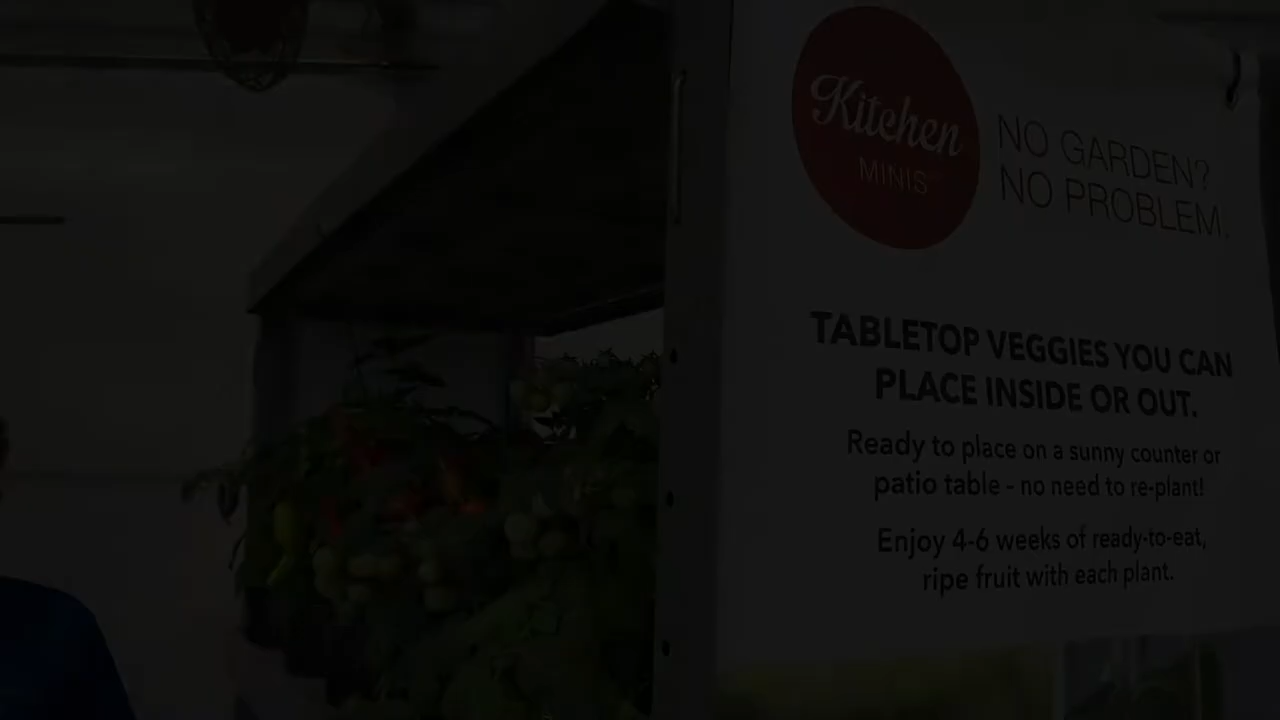 Kitchen
MINIS
NO GARDEN?
NO PROBLEM.
TABLETOP VEGGIES YOU CAN
PLACE INSIDE OR OUT.
Ready to place on a sunny counter or
patio table - no need to re-plant!
Enjoy 4-6 weeks of ready-to-eat,
ripe fruit with each plant.